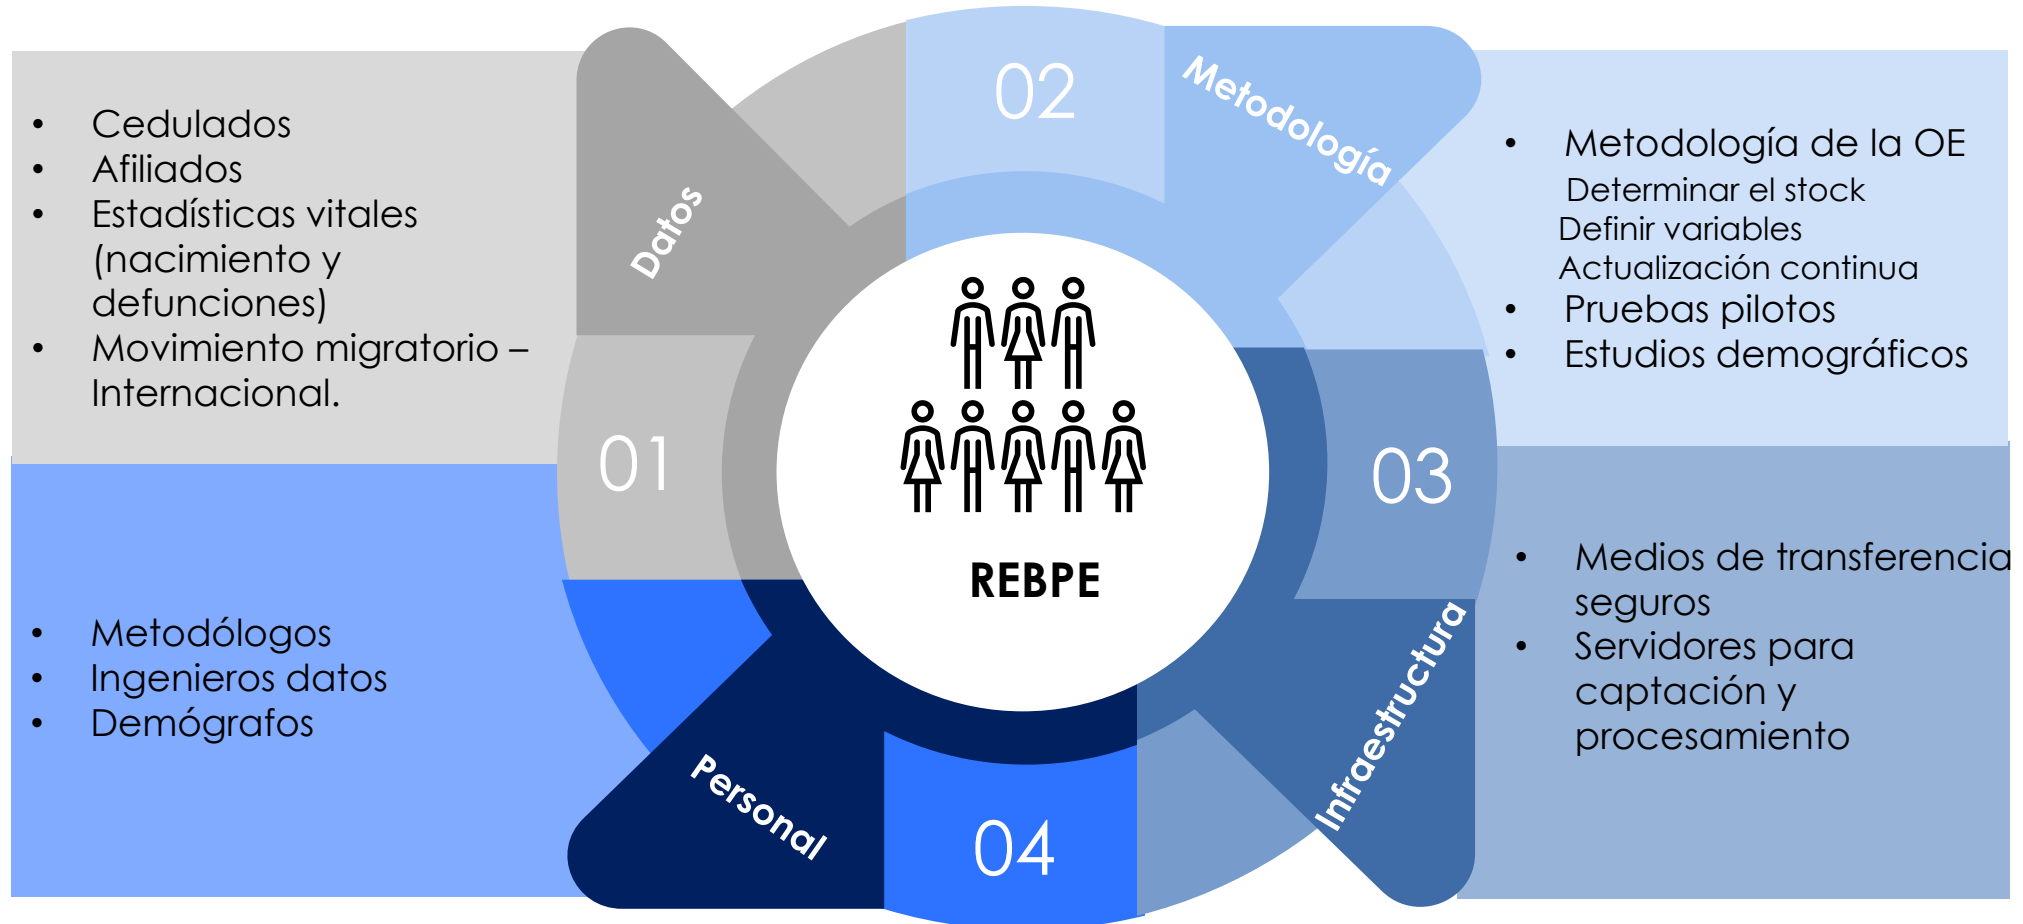 01
Datos
• Cedulados
• Afiliados
• Estadísticas vitales
(nacimiento y
defunciones)
• Movimiento migratorio –
Internacional.
02
Metodología
• Metodología de la OE
Determinar el stock
Definir variables
Actualización continua
• Pruebas pilotos
• Estudios demográficos
03
Infraestructura
• Medios de transferencia
seguros
• Servidores para
captación y
procesamiento
04
Personal
• Metodólogos
• Ingenieros datos
• Demógrafos
REBPE